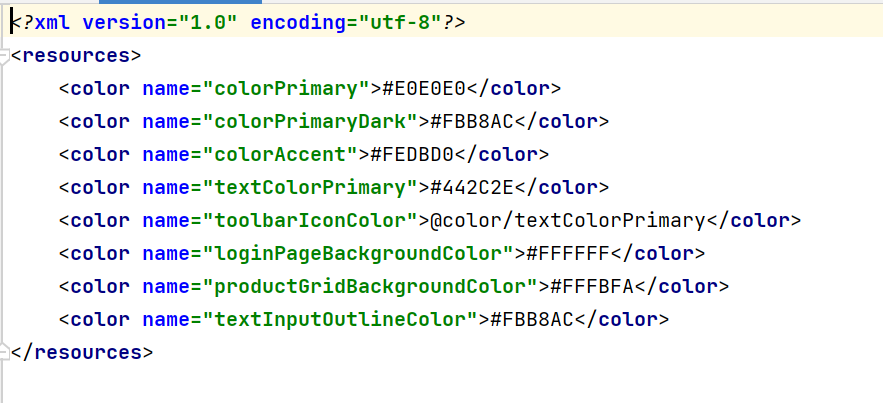 <?xml version="1.0" encoding="utf-8"?>
<resources>
    <color name="colorPrimary">#E0E0E0</color>
    <color name="colorPrimaryDark">#FBB8AC</color>
    <color name="colorAccent">#FEDBD0</color>
    <color name="textColorPrimary">#442C2E</color>
    <color name="toolbarIconColor">@color/textColorPrimary</color>
    <color name="loginPageBackgroundColor">#FFFFFF</color>
    <color name="productGridBackgroundColor">#FFFBFA</color>
    <color name="textInputOutlineColor">#FBB8AC</color>
</resources>